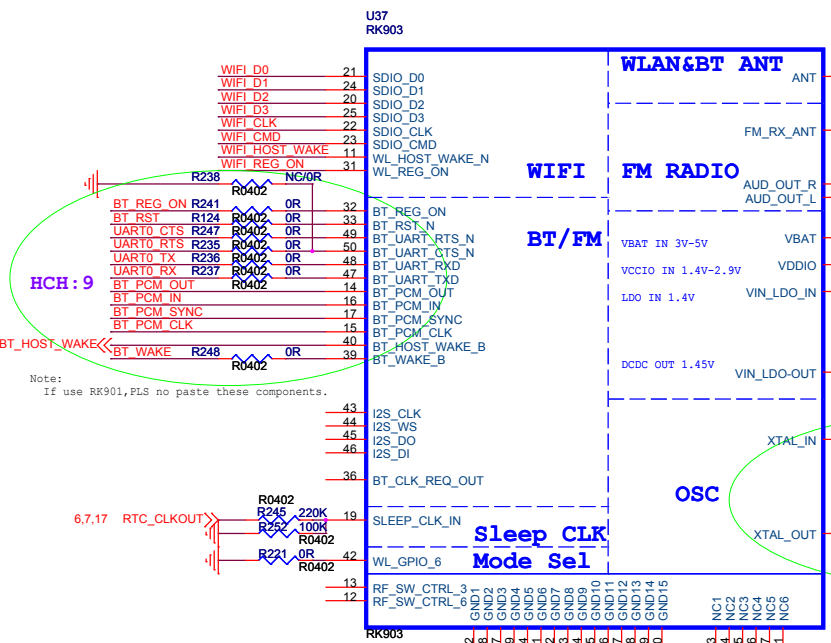 U37
RK903
WLAN&BT ANT
ANT
WIFI_D0 21 SDIO_D0
WIFI_D1 24 SDIO_D1
WIFI_D2 20 SDIO_D2
WIFI_D3 25 SDIO_D3
WIFI_CLK 22 SDIO_CLK
WIFI_CMD 23 SDIO_CMD
FM_RX_ANT
WIFI_HOST_WAKE 11 WL_HOST_WAKE_N
WIFI_REG_ON 31 WL_REG_ON
WIFI
FM RADIO
R238 NC/0R
R0402
AUD_OUT_R
AUD_OUT_L
BT_REG_ON R241 0R 32 BT_REG_ON
R0402
BT_RST R124 0R 33 BT_RST_N
R0402
UART0_CTS R247 0R 49 BT_UART_RTS_N
R0402
UART0_RTS R235 0R 50 BT_UART_CTS_N
R0402
UART0_TX R236 0R 48 BT_UART_RXD
R0402
UART0_RX R237 0R 47 BT_UART_TXD
R0402
BT/FM
VBAT IN 3V-5V
VBAT
VCCIO IN 1.4V-2.9V
VDDIO
LDO IN 1.4V
VIN_LDO_IN
HCH:9
BT_PCM_OUT 14 BT_PCM_OUT
BT_PCM_IN 16 BT_PCM_IN
BT_PCM_SYNC 17 BT_PCM_SYNC
BT_PCM_CLK 15 BT_PCM_CLK
BT_HOST_WAKE 40 BT_HOST_WAKE_B
BT_WAKE R248 0R 39 BT_WAKE_B
R0402
DCDC OUT 1.45V
VIN_LDO-OUT
Note:
If use RK901,PLS no paste these components.
43 I2S_CLK
44 I2S_WS
45 I2S_DO
46 I2S_DI
XTAL_IN
36 BT_CLK_REQ_OUT
OSC
R0402
R245 220K
6,7,17 RTC_CLKOUT 19 SLEEP_CLK_IN
R252 100K
R0402
Sleep CLK
XTAL_OUT
R221 0R 42 WL_GPIO_6
R0402
Mode Sel
13 RF_SW_CTRL_3
12 RF_SW_CTRL_6
GND1
GND2
GND3
GND4
GND5
GND6
GND7
GND8
GND9
GND10
GND11
GND12
GND13
GND14
GND15
NC1
NC2
NC3
NC4
NC5
NC6
RK903